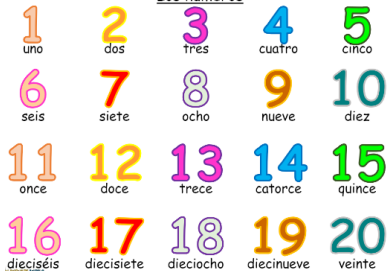 Los números
1 2 3 4 5
uno dos tres cuatro cinco
6 7 8 9 10
seis siete ocho nueve diez
11 12 13 14 15
once doce trece catorce quince
16 17 18 19 20
dieciséis diecisiete dieciocho diecinueve veinte